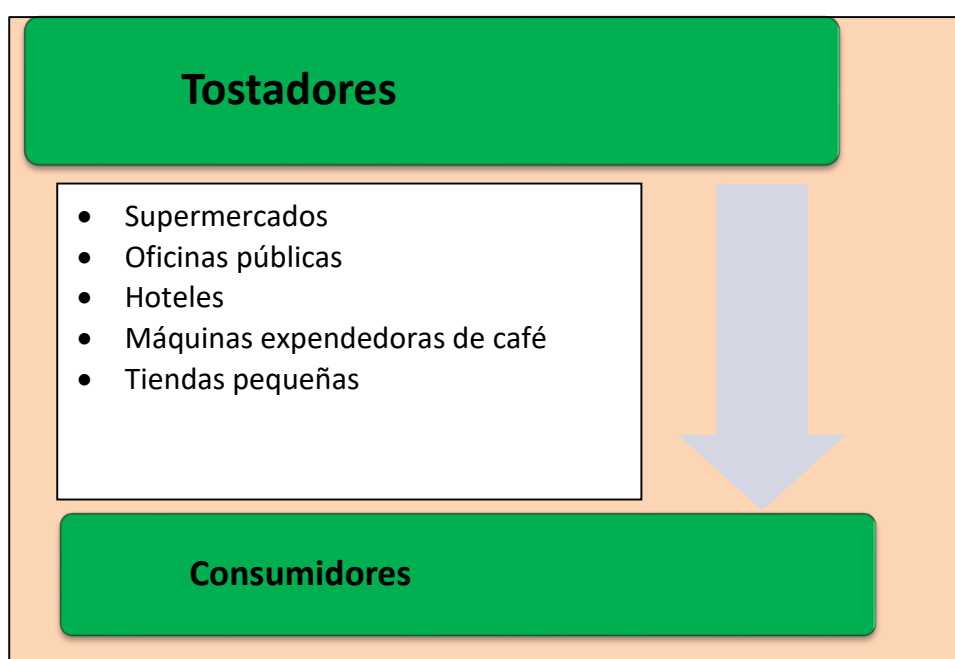 Tostadores
• Supermercados
• Oficinas públicas
• Hoteles
• Máquinas expendedoras de café
• Tiendas pequeñas
Consumidores